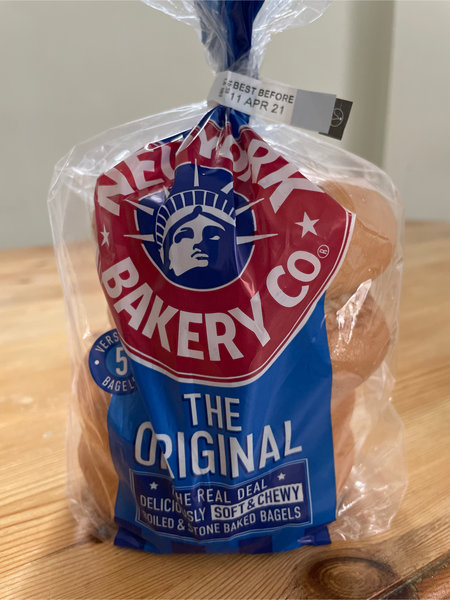 BEST BEFORE
11 APR 21
NEW YORK
BAKERY CO®
5
BAGELS
THE
ORIGINAL
THE REAL DEAL
DELICIOUSLY SOFT & CHEWY
BOILED & STONE BAKED BAGELS